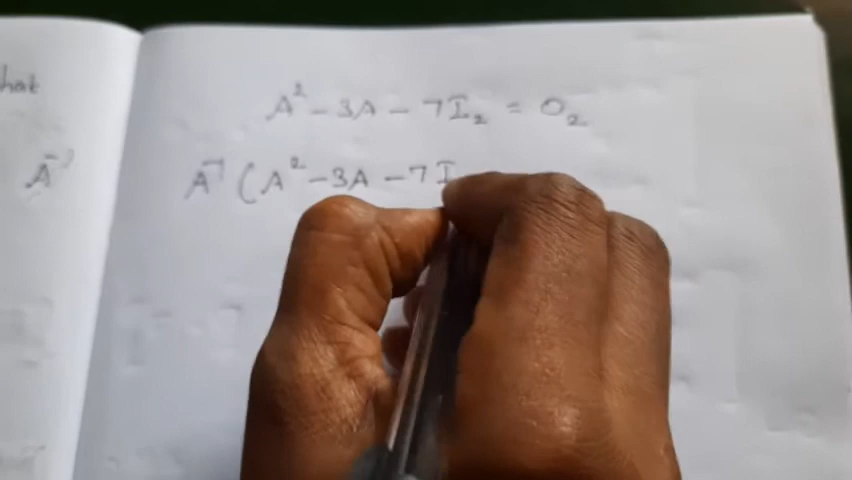 hat
A⁻¹
A² - 3A - 7I₂ = O₂
A⁻¹ (A² - 3A - 7I